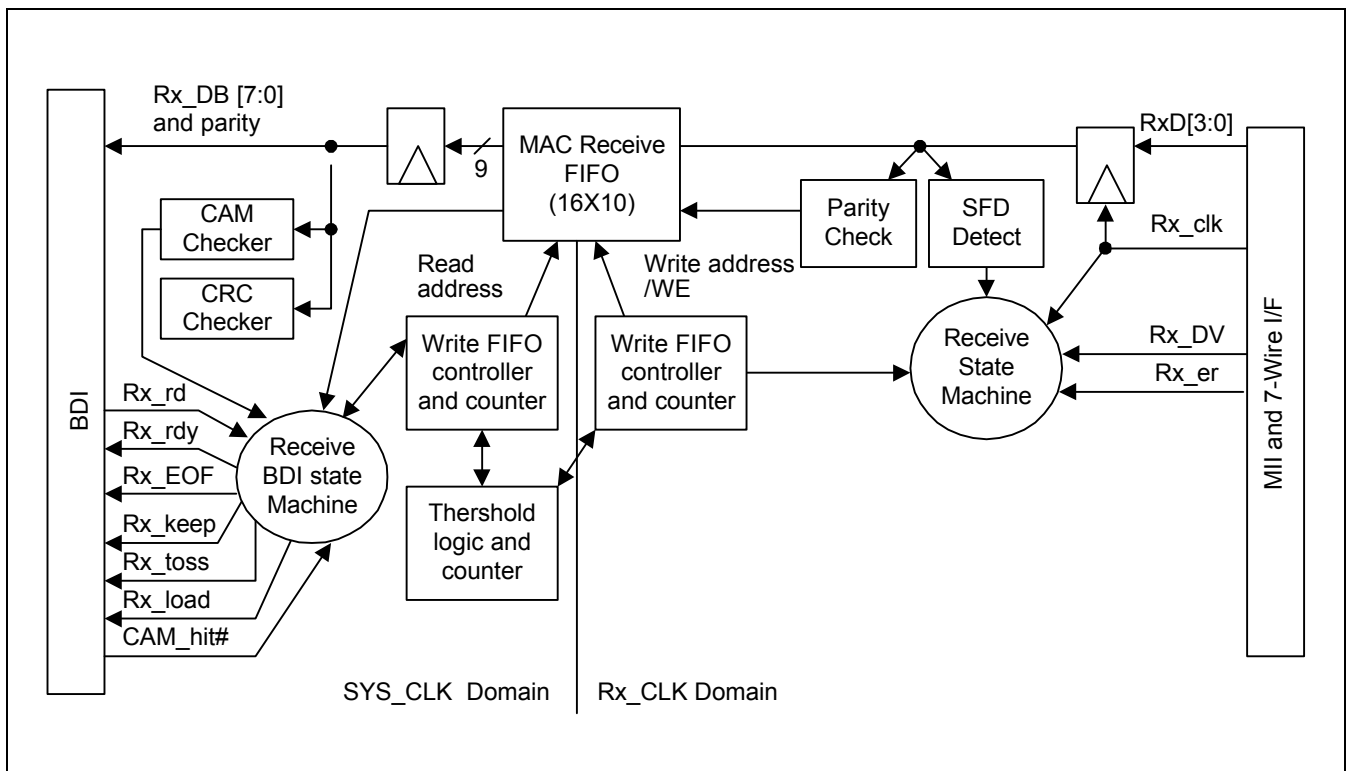 Rx_DB [7:0]
and parity
9
MAC Receive
FIFO
(16X10)
RxD[3:0]
Parity
Check
SFD
Detect
Rx_clk
CAM
Checker
CRC
Checker
Read
address
Write address
/WE
Write FIFO
controller
and counter
Write FIFO
controller
and counter
Receive
State
Machine
Rx_DV
Rx_er
BDI
MII and 7-Wire I/F
Rx_rd
Rx_rdy
Rx_EOF
Rx_keep
Rx_toss
Rx_load
CAM_hit#
Receive
BDI state
Machine
Thershold
logic and
counter
SYS_CLK Domain
Rx_CLK Domain